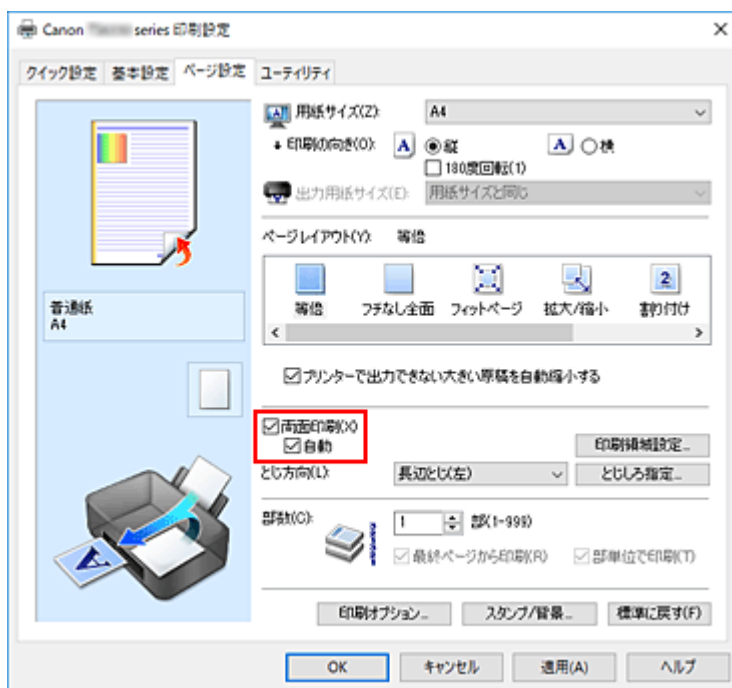 Canon series 印刷設定
クイック設定 基本設定 ページ設定 ユーティリティ
用紙サイズ(Z): A4
印刷の向き(O): A 縦 A 横
180度回転(1)
出力用紙サイズ(E): 用紙サイズと同じ
ページレイアウト(Y): 等倍
等倍 フチなし全面 フィットページ 拡大/縮小 割り付け
普通紙
A4
プリンターで出力できない大きい原稿を自動縮小する
両面印刷(X)
自動
印刷領域設定...
とじ方向(L): 長辺とじ(左) とじしろ指定...
部数(C): 1 部(1-999)
最終ページから印刷(R) 部単位で印刷(T)
印刷オプション... スタンプ/背景... 標準に戻す(F)
OK キャンセル 適用(A) ヘルプ